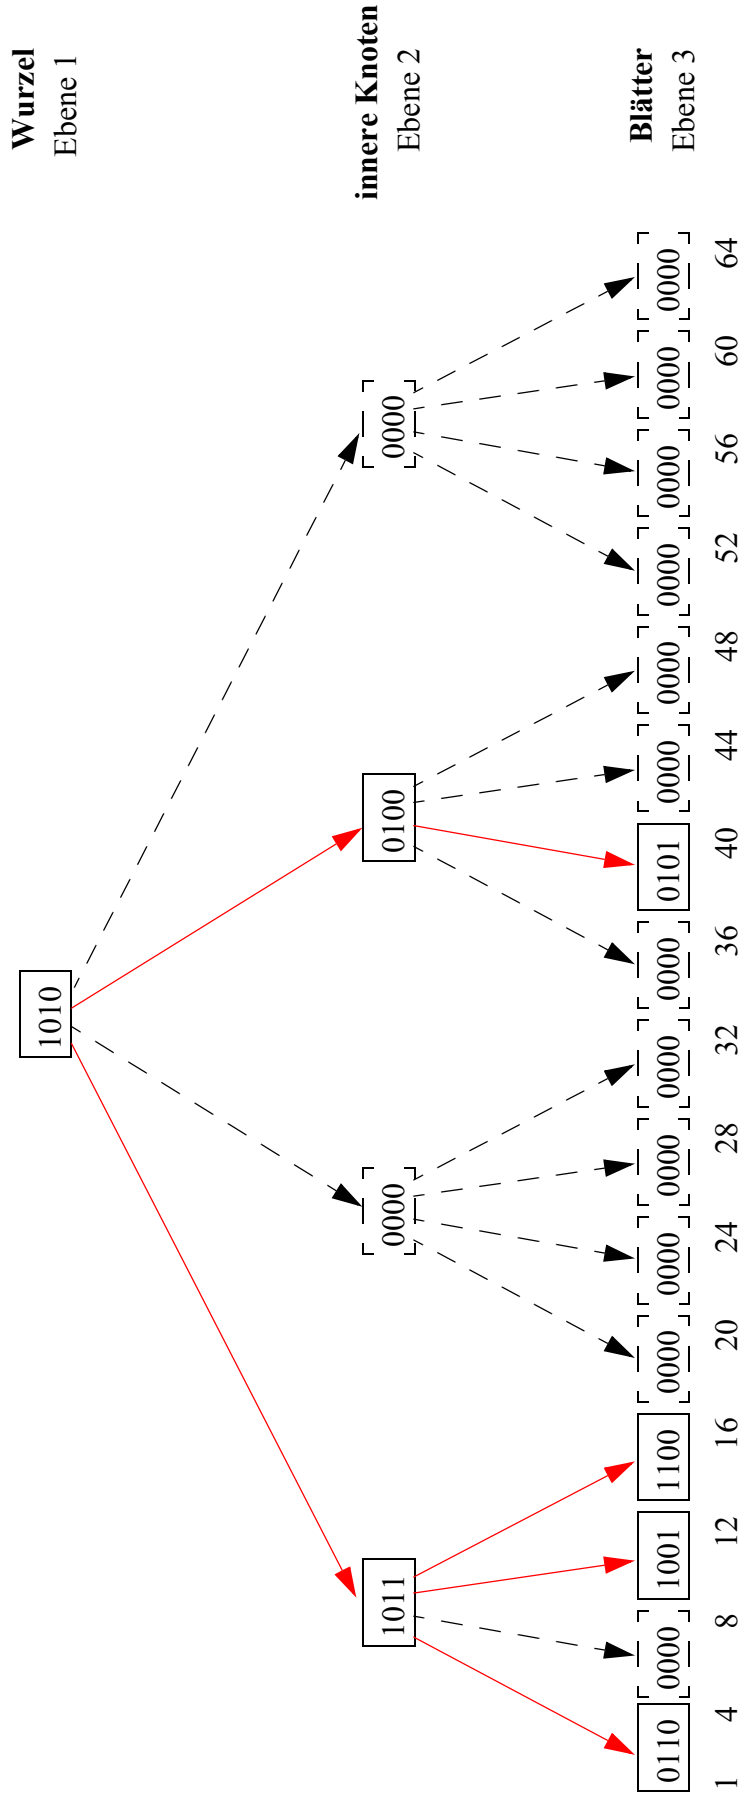 Wurzel
Ebene 1
1010
innere Knoten
Ebene 2
1011 0000 0100 0000
Blätter
Ebene 3
0110 0000 1001 1100 0000 0000 0000 0000 0000 0101 0000 0000 0000 0000 0000 0000
1 4 8 12 16 20 24 28 32 36 40 44 48 52 56 60 64